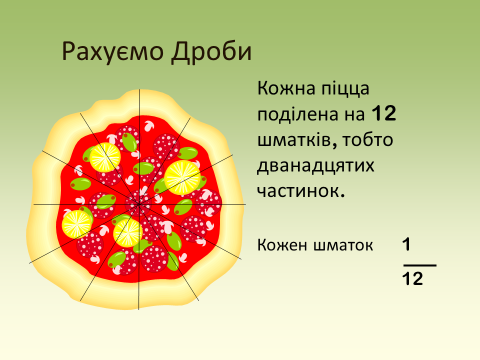 Рахуємо Дроби
Кожна піцца
поділена на 12
шматків, тобто
дванадцятих
частинок.
Кожен шматок 1
12